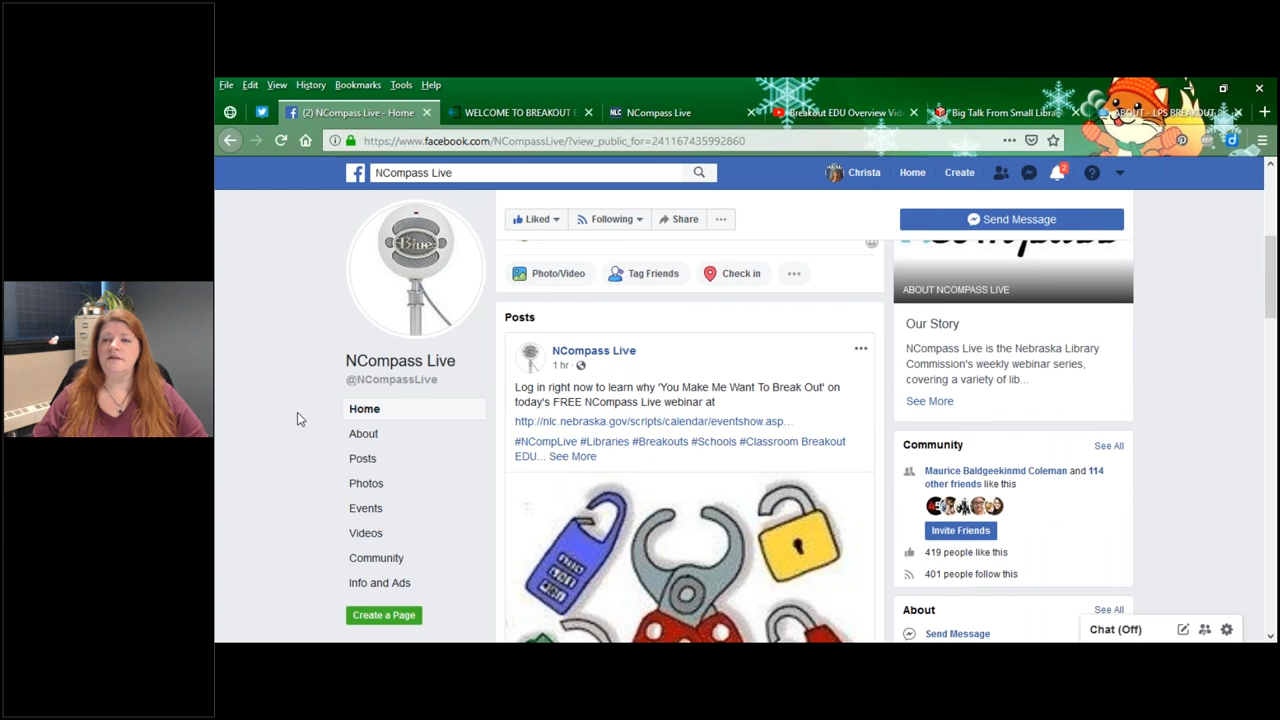 File Edit View History Bookmarks Tools Help
(2) NCompass Live - Home
WELCOME TO BREAKOUT E
NCompass Live
Breakout EDU Overview Vid
"Big Talk From Small Libra
ABOUT - LPS BREAKOUT
https://www.facebook.com/NCompassLive/?view_public_for=241167435992860
NCompass Live
Christa Home Create 2
Liked Following Share ... Send Message
Photo/Video Tag Friends Check in
ABOUT NCOMPASS LIVE
Blue
NCompass Live
@NCompassLive
Home
About
Posts
Photos
Events
Videos
Community
Info and Ads
Create a Page
Posts
NCompass Live
1 hr ·
Log in right now to learn why 'You Make Me Want To Break Out' on
today's FREE NCompass Live webinar at
http://nlc.nebraska.gov/scripts/calendar/eventshow.asp...
#NCompLive #Libraries #Breakouts #Schools #Classroom Breakout
EDU... See More
Our Story
NCompass Live is the Nebraska Library
Commission's weekly webinar series,
covering a variety of lib...
See More
Community See All
Maurice Baldgeekinmd Coleman and 114
other friends like this
Invite Friends
419 people like this
401 people follow this
About See All
Send Message
Chat (Off)